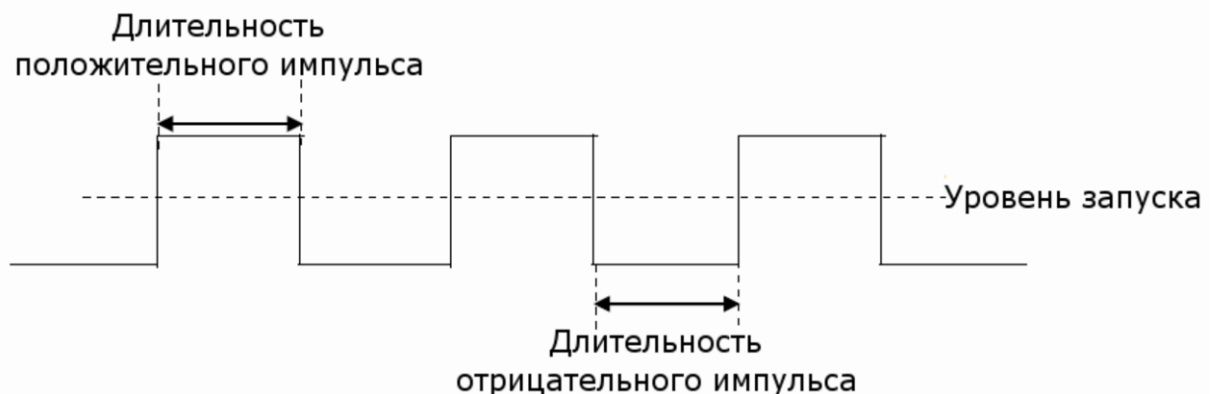 Длительность
положительного импульса
Уровень запуска
Длительность
отрицательного импульса